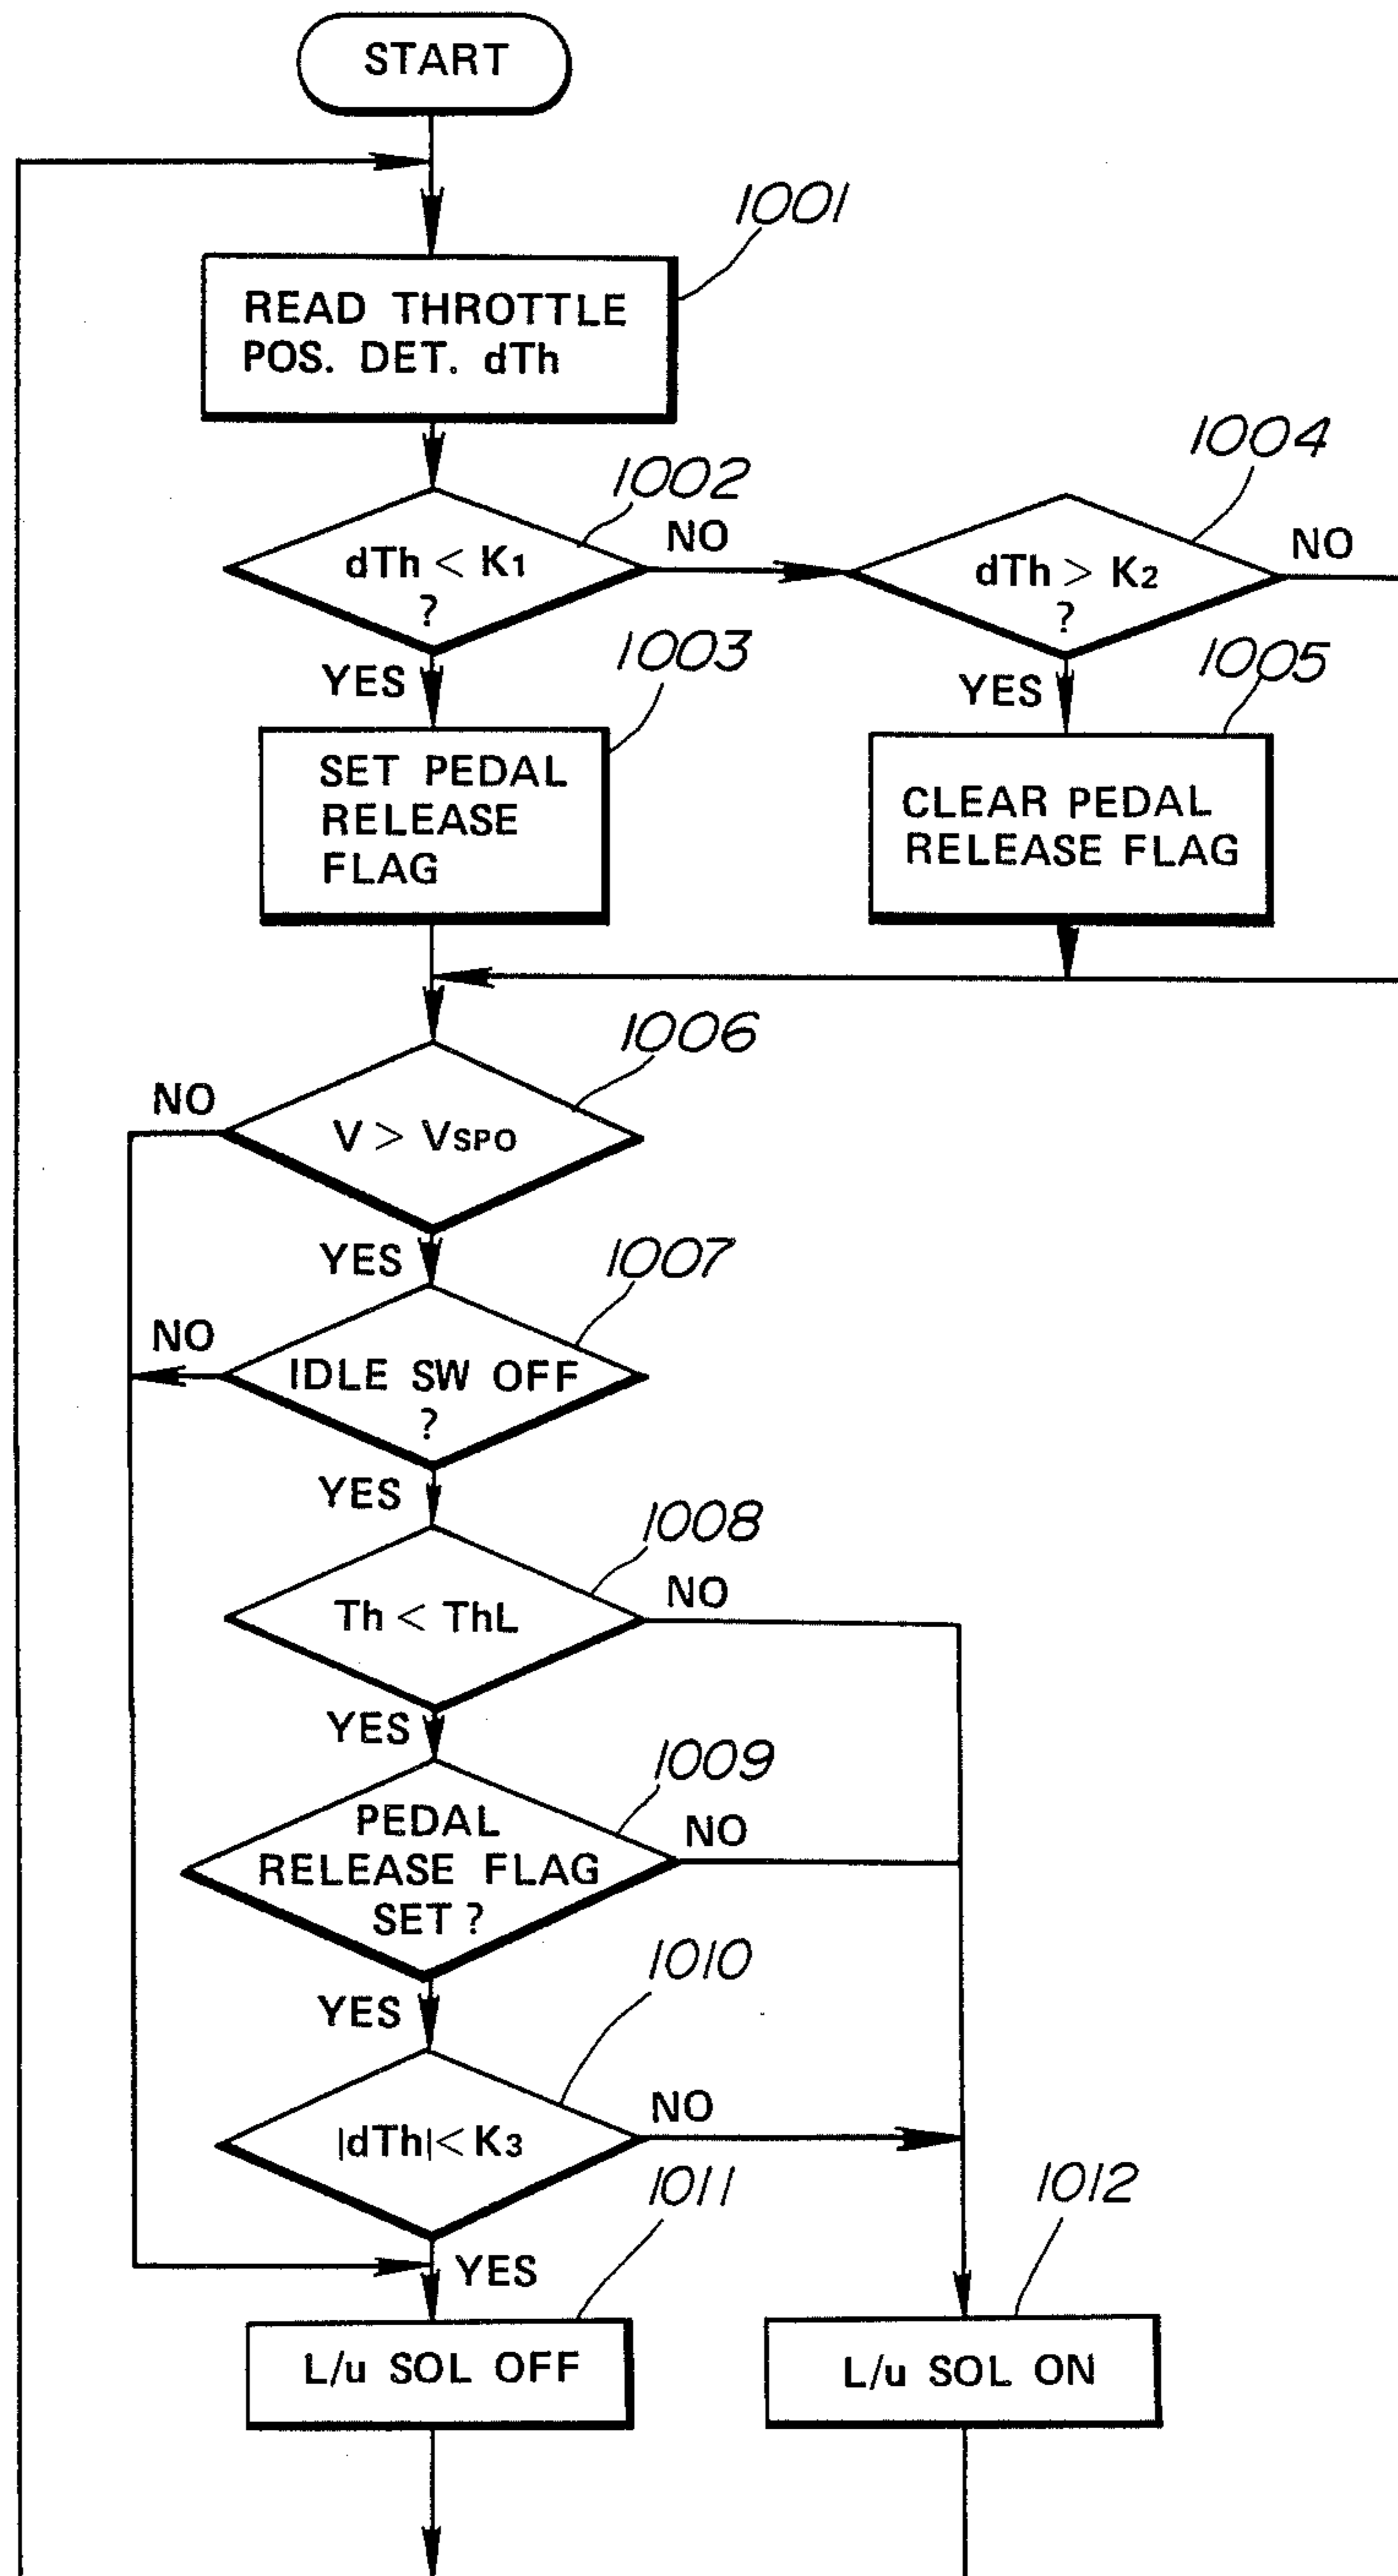 START
1001
READ THROTTLE
POS. DET. dTh
1002
dTh < K1
?
NO
1004
dTh > K2
?
NO
YES
1003
SET PEDAL
RELEASE
FLAG
YES
1005
CLEAR PEDAL
RELEASE FLAG
1006
NO
V > VSPO
YES
1007
NO
IDLE SW OFF
?
YES
1008
Th < ThL
NO
YES
1009
PEDAL
RELEASE FLAG
SET ?
NO
YES
1010
|dTh| < K3
NO
YES
1011
L/u SOL OFF
1012
L/u SOL ON